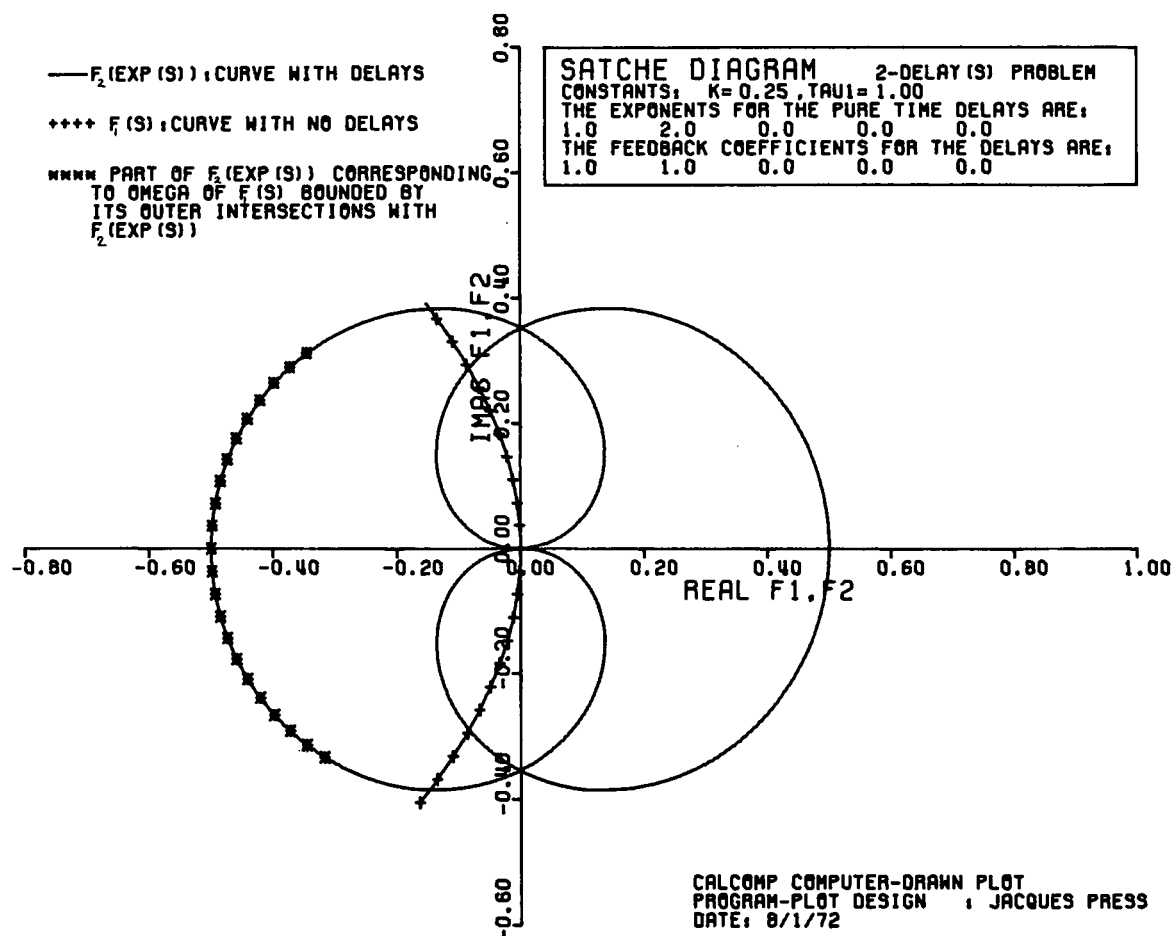 F2(EXP(S)): CURVE WITH DELAYS
++++ F1(S): CURVE WITH NO DELAYS
**** PART OF F2(EXP(S)) CORRESPONDING
TO OMEGA OF F1(S) BOUNDED BY
ITS OUTER INTERSECTIONS WITH
F2(EXP(S))
SATCHE DIAGRAM 2-DELAY(S) PROBLEM
CONSTANTS: K= 0.25 ,TAU1= 1.00
THE EXPONENTS FOR THE PURE TIME DELAYS ARE:
1.0 2.0 0.0 0.0 0.0
THE FEEDBACK COEFFICIENTS FOR THE DELAYS ARE:
1.0 1.0 0.0 0.0 0.0
0.80
0.60
0.40
0.20
0.00
-0.20
-0.40
-0.60
IMAG F1,F2
-0.80 -0.60 -0.40 -0.20 0.00 0.20 0.40 0.60 0.80 1.00
REAL F1,F2
CALCOMP COMPUTER-DRAWN PLOT
PROGRAM-PLOT DESIGN : JACQUES PRESS
DATE: 8/1/72